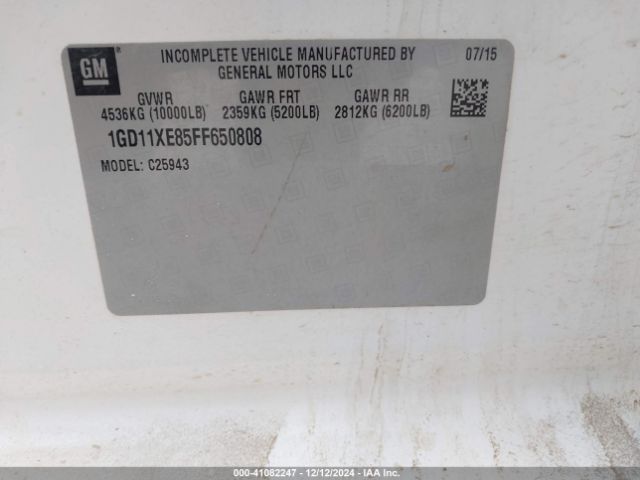 GM
INCOMPLETE VEHICLE MANUFACTURED BY
GENERAL MOTORS LLC
07/15
GVWR
4536KG (10000LB)
GAWR FRT
2359KG (5200LB)
GAWR RR
2812KG (6200LB)
1GD11XE85FF650808
MODEL: C25943
000-41082247 - 12/12/2024 - IAA Inc.